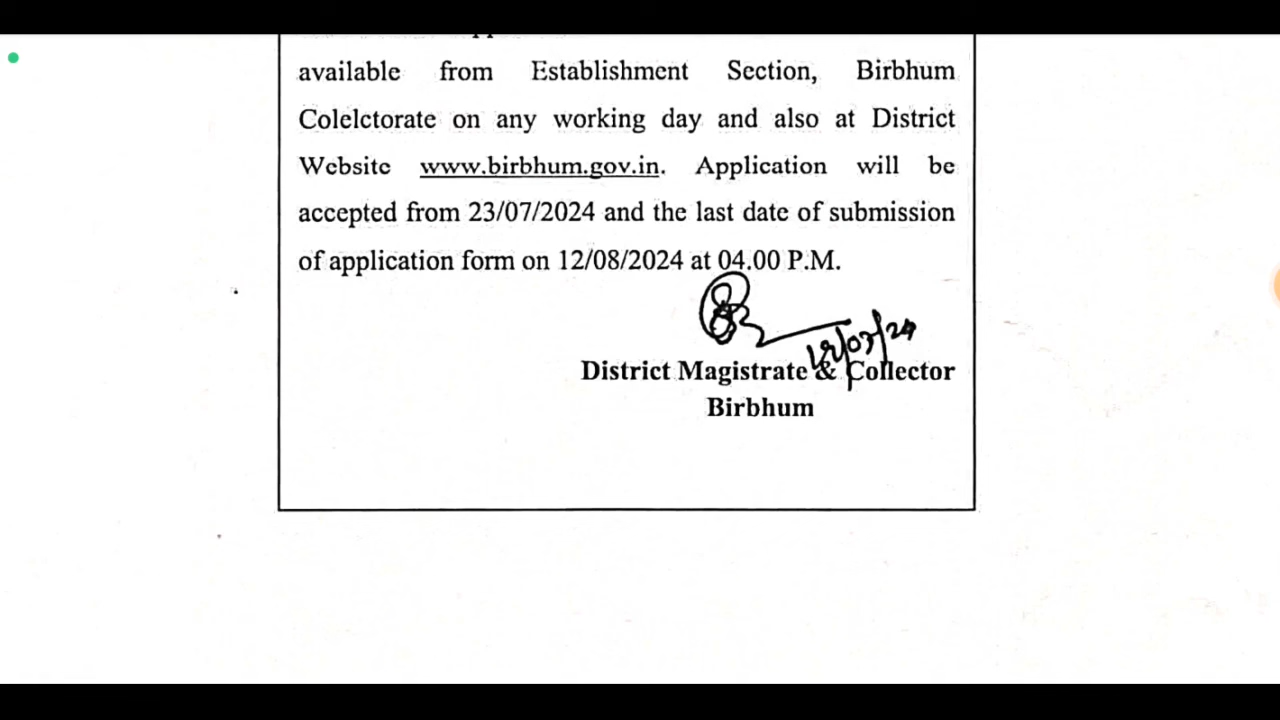 available from Establishment Section, Birbhum
Colelctorate on any working day and also at District
Website www.birbhum.gov.in. Application will be
accepted from 23/07/2024 and the last date of submission
of application form on 12/08/2024 at 04.00 P.M.
District Magistrate & Collector
Birbhum